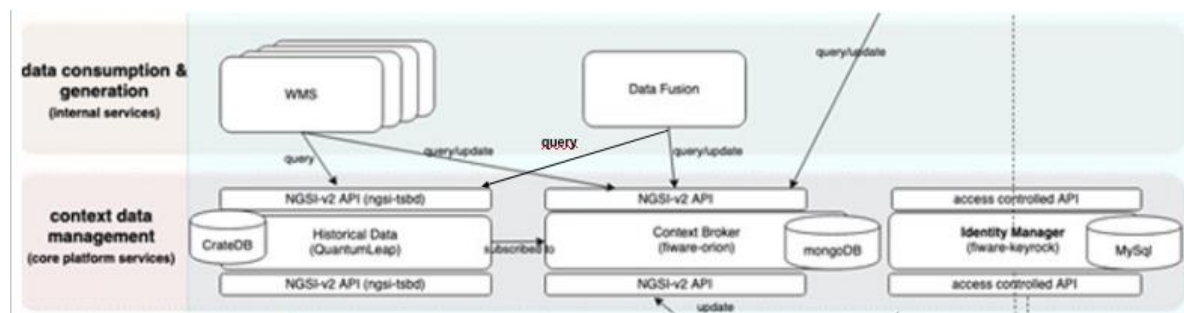 data consumption &
generation
(internal services)
WMS
Data Fusion
query/update
query
query/update
query
query/update
context data
management
(core platform services)
NGSI-v2 API (ngsi-tsbd)
NGSI-v2 API
access controlled API
CrateDB
Historical Data
(QuantumLeap)
subscribed to
Context Broker
(fiware-orion)
mongoDB
Identity Manager
(fiware-keyrock)
MySql
NGSI-v2 API (ngsi-tsbd)
NGSI-v2 API
access controlled API
update